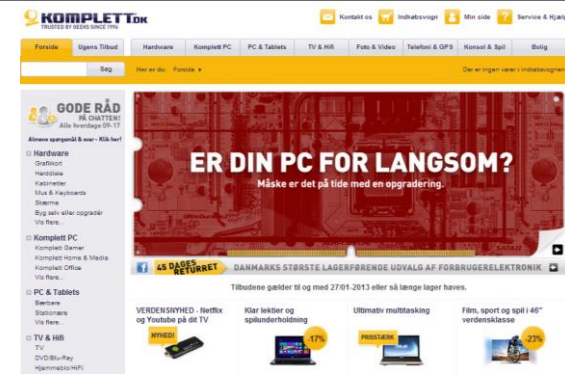 KOMPLETT.DK
TRUSTED BY GEEKS SINCE 1996
Kontakt os
Indkøbsvogn
Min side
Service & Hjælp
Forside
Ugens Tilbud
Hardware
Komplett PC
PC & Tablets
TV & Hifi
Foto & Video
Telefoni & GPS
Konsol & Spil
Bolig
Søg
Her er du: Forside
Der er ingen varer i indkøbsvognen
GODE RÅD
PÅ CHATTEN!
Alle hverdage 09-17
Almene spørgsmål & svar - Klik her!
Hardware
Grafikkort
Harddiske
Kabinetter
Mus & Keyboards
Skærme
Byg selv eller opgradér
Vis flere...
Komplett PC
Komplett Gamer
Komplett Home & Media
Komplett Office
Vis flere...
PC & Tablets
Bærbare
Stationære
Vis flere...
TV & Hifi
TV
DVD/Blu-Ray
Hjemmebio/HiFi
ER DIN PC FOR LANGSOM?
Måske er det på tide med en opgradering.
45 DAGES
RETURRET
DANMARKS STØRSTE LAGERFØRENDE UDVALG AF FORBRUGERELEKTRONIK
Tilbudene gælder til og med 27/01-2013 eller så længe lager haves.
VERDENSNYHED - Netflix
og Youtube på dit TV
NYHED!
Klar lektier og
spilunderholdning
-17%
Ultimativ multitasking
PRISSTÆRK
Film, sport og spil i 46"
verdensklasse
-23%